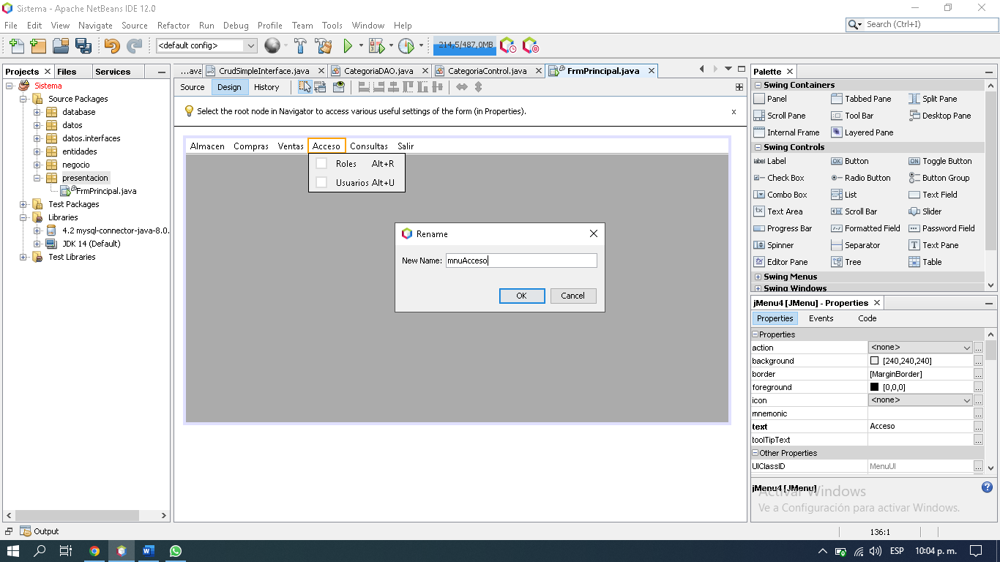 Sistema - Apache NetBeans IDE 12.0
File Edit View Navigate Source Refactor Run Debug Profile Team Tools Window Help
Search (Ctrl+I)
<default config>
214,5/487,0MB
Projects Files Services
Sistema
Source Packages
database
datos
datos.interfaces
entidades
negocio
presentacion
FrmPrincipal.java
Test Packages
Libraries
4.2 mysql-connector-java-8.0.
JDK 14 (Default)
Test Libraries
...ava CrudSimpleInterface.java CategoriaDAO.java CategoriaControl.java FrmPrincipal.java
Source Design History
Select the root node in Navigator to access various useful settings of the form (in Properties).
x
Almacen Compras Ventas Acceso Consultas Salir
Roles Alt+R
Usuarios Alt+U
Rename
New Name: mnuAcceso
OK Cancel
Palette
Swing Containers
Panel Tabbed Pane Split Pane
Scroll Pane Tool Bar Desktop Pane
Internal Frame Layered Pane
Swing Controls
label Label OK Button ON Toggle Button
Check Box Radio Button Button Group
Combo Box List Text Field
Text Area Scroll Bar Slider
Progress Bar Formatted Field Password Field
Spinner Separator Text Pane
Editor Pane Tree Table
Swing Menus
Swing Windows
jMenu4 [JMenu] - Properties
Properties Events Code
Properties
action <none> ...
background [240,240,240] ...
border [MarginBorder] ...
foreground [0,0,0] ...
icon <none> ...
mnemonic ...
text Acceso ...
toolTipText ...
Other Properties
UIClassID MenuUI ...
jMenu4 [JMenu]
Activar Windows
Ve a Configuración para activar Windows.
Output
136:1
ESP 10:04 p. m.